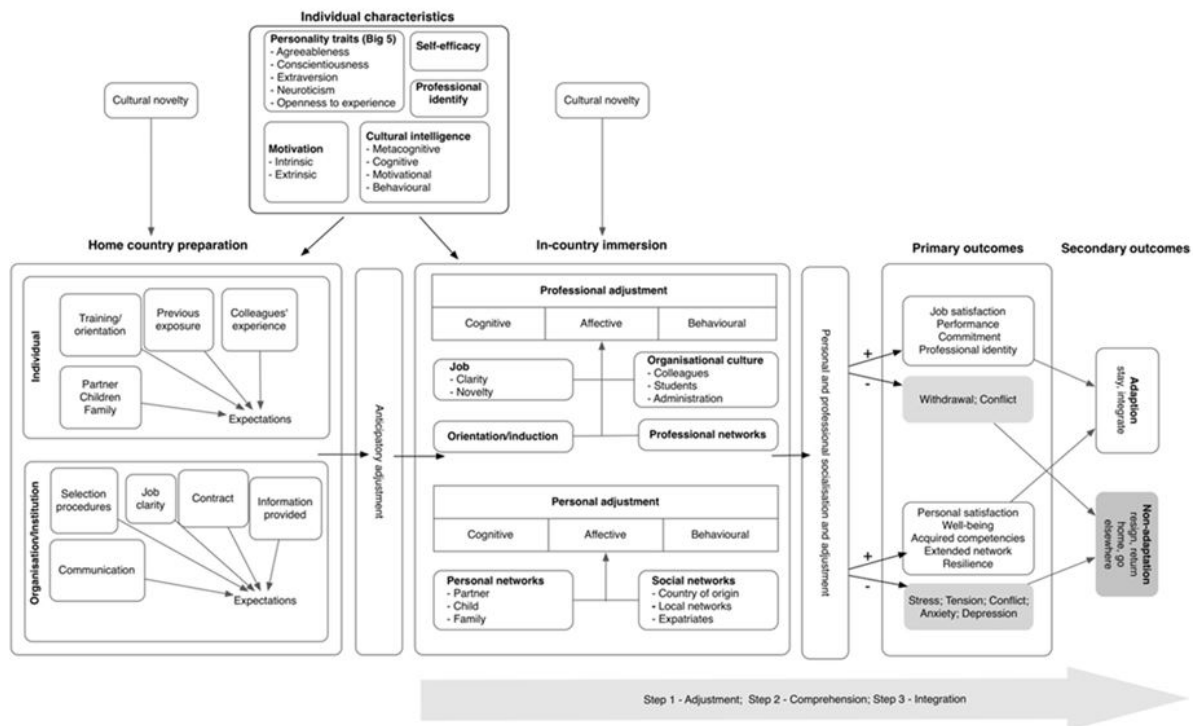 Individual characteristics
Personality traits (Big 5)
- Agreeableness
- Conscientiousness
- Extraversion
- Neuroticism
- Openness to experience
Self-efficacy
Professional
identify
Motivation
- Intrinsic
- Extrinsic
Cultural intelligence
- Metacognitive
- Cognitive
- Motivational
- Behavioural
Cultural novelty
Cultural novelty
Home country preparation
Individual
Training/
orientation
Previous
exposure
Colleagues'
experience
Partner
Children
Family
Expectations
Organisation/Institution
Selection
procedures
Job
clarity
Contract
Information
provided
Communication
Expectations
Anticipatory adjustment
In-country immersion
Professional adjustment
Cognitive
Affective
Behavioural
Job
- Clarity
- Novelty
Organisational culture
- Colleagues
- Students
- Administration
Orientation/induction
Professional networks
Personal adjustment
Cognitive
Affective
Behavioural
Personal networks
- Partner
- Child
- Family
Social networks
- Country of origin
- Local networks
- Expatriates
Personal and professional socialisation and adjustment
Primary outcomes
+
-
Job satisfaction
Performance
Commitment
Professional identity
Withdrawal; Conflict
+
-
Personal satisfaction
Well-being
Acquired competencies
Extended network
Resilience
Stress; Tension; Conflict;
Anxiety; Depression
Secondary outcomes
Adaption
stay, integrate
Non-adaptation
resign, return
home, go
elsewhere
Step 1 - Adjustment; Step 2 - Comprehension; Step 3 - Integration